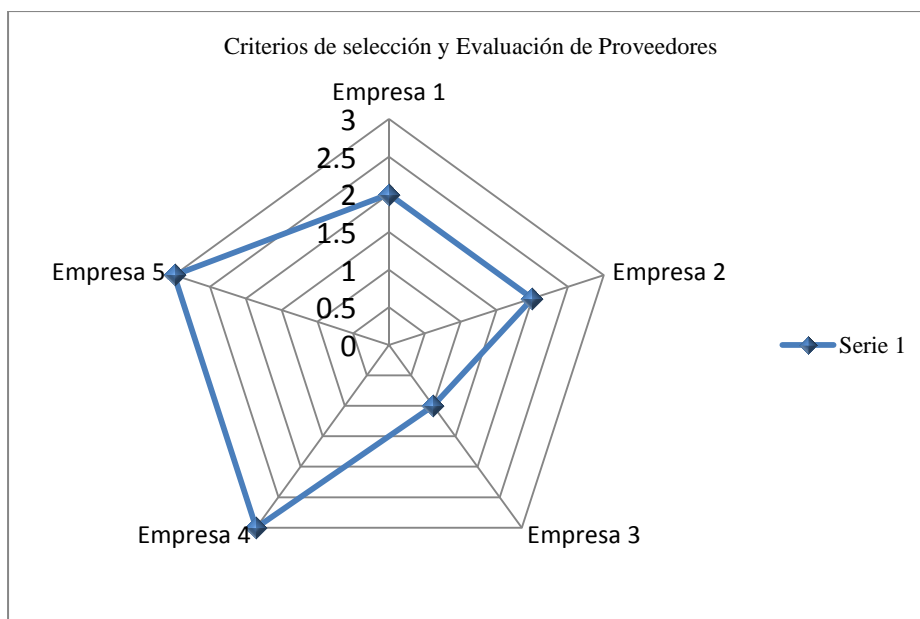 Criterios de selección y Evaluación de Proveedores
Empresa 1
3
2.5
2
1.5
1
0.5
0
Empresa 2
Empresa 3
Empresa 4
Empresa 5
Serie 1